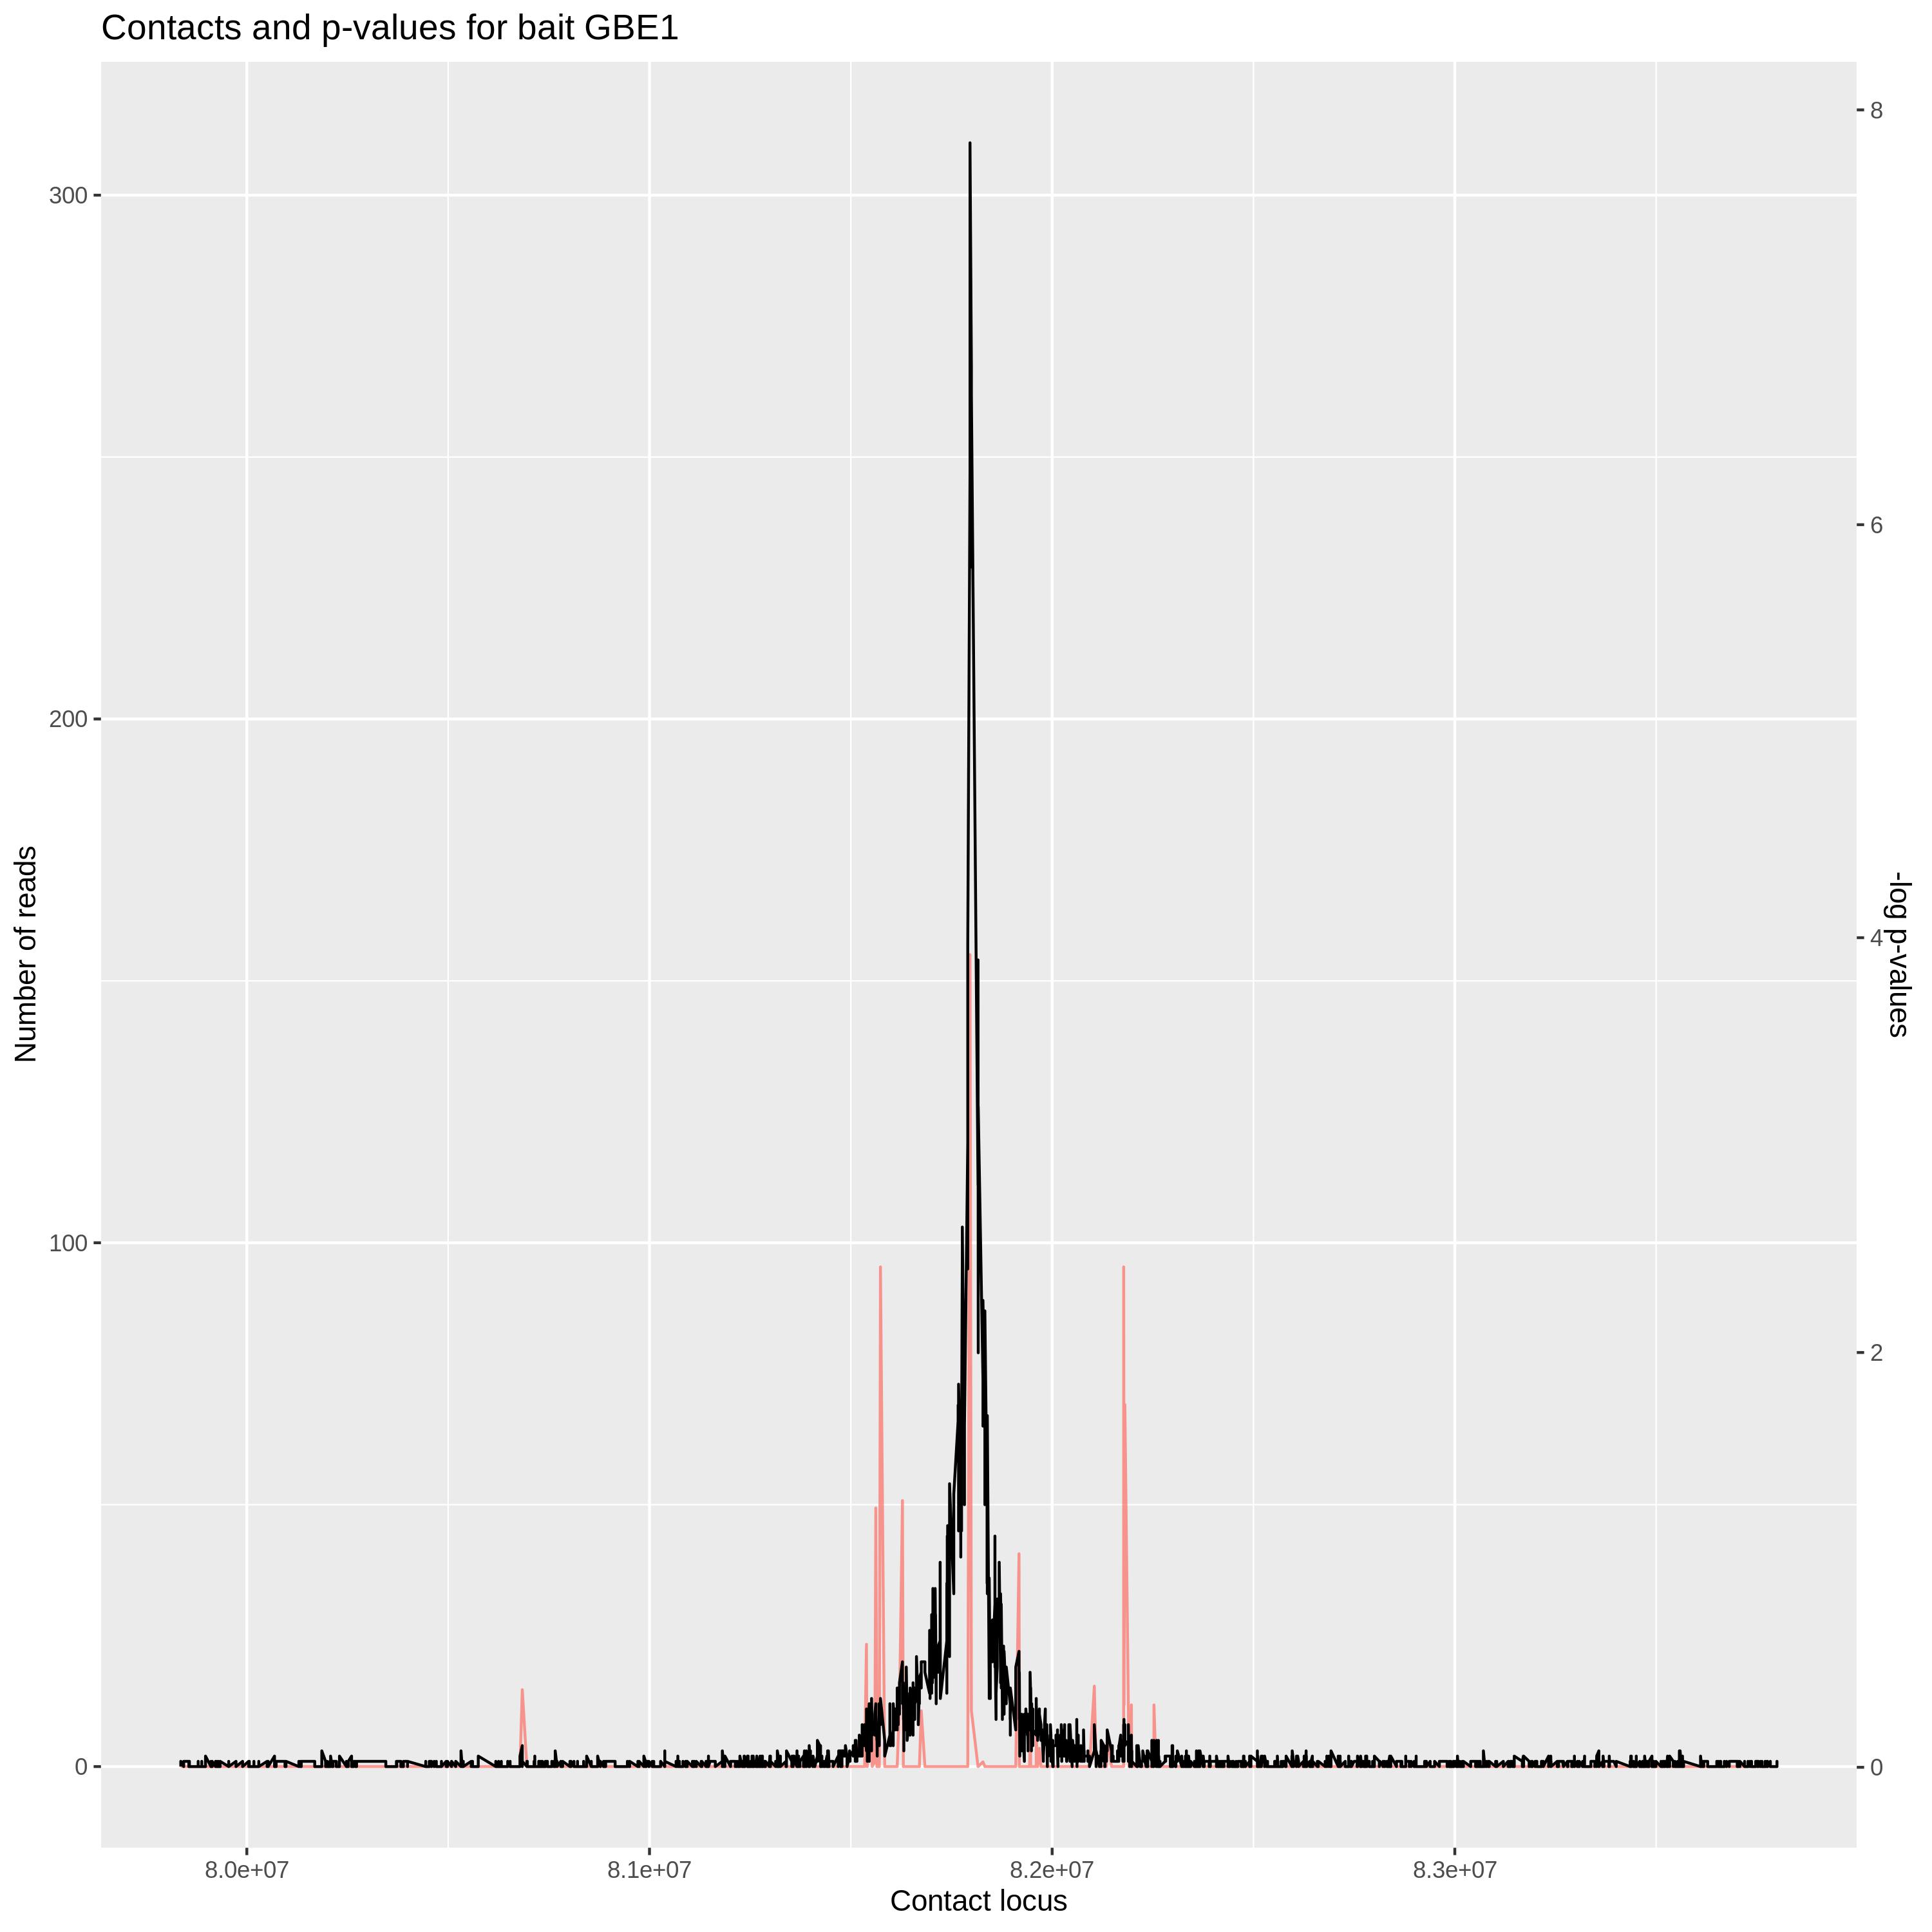 Contacts and p-values for bait GBE1
300
200
100
0
Number of reads
8
6
4
2
0
-log p-values
8.0e+07
8.1e+07
8.2e+07
8.3e+07
Contact locus